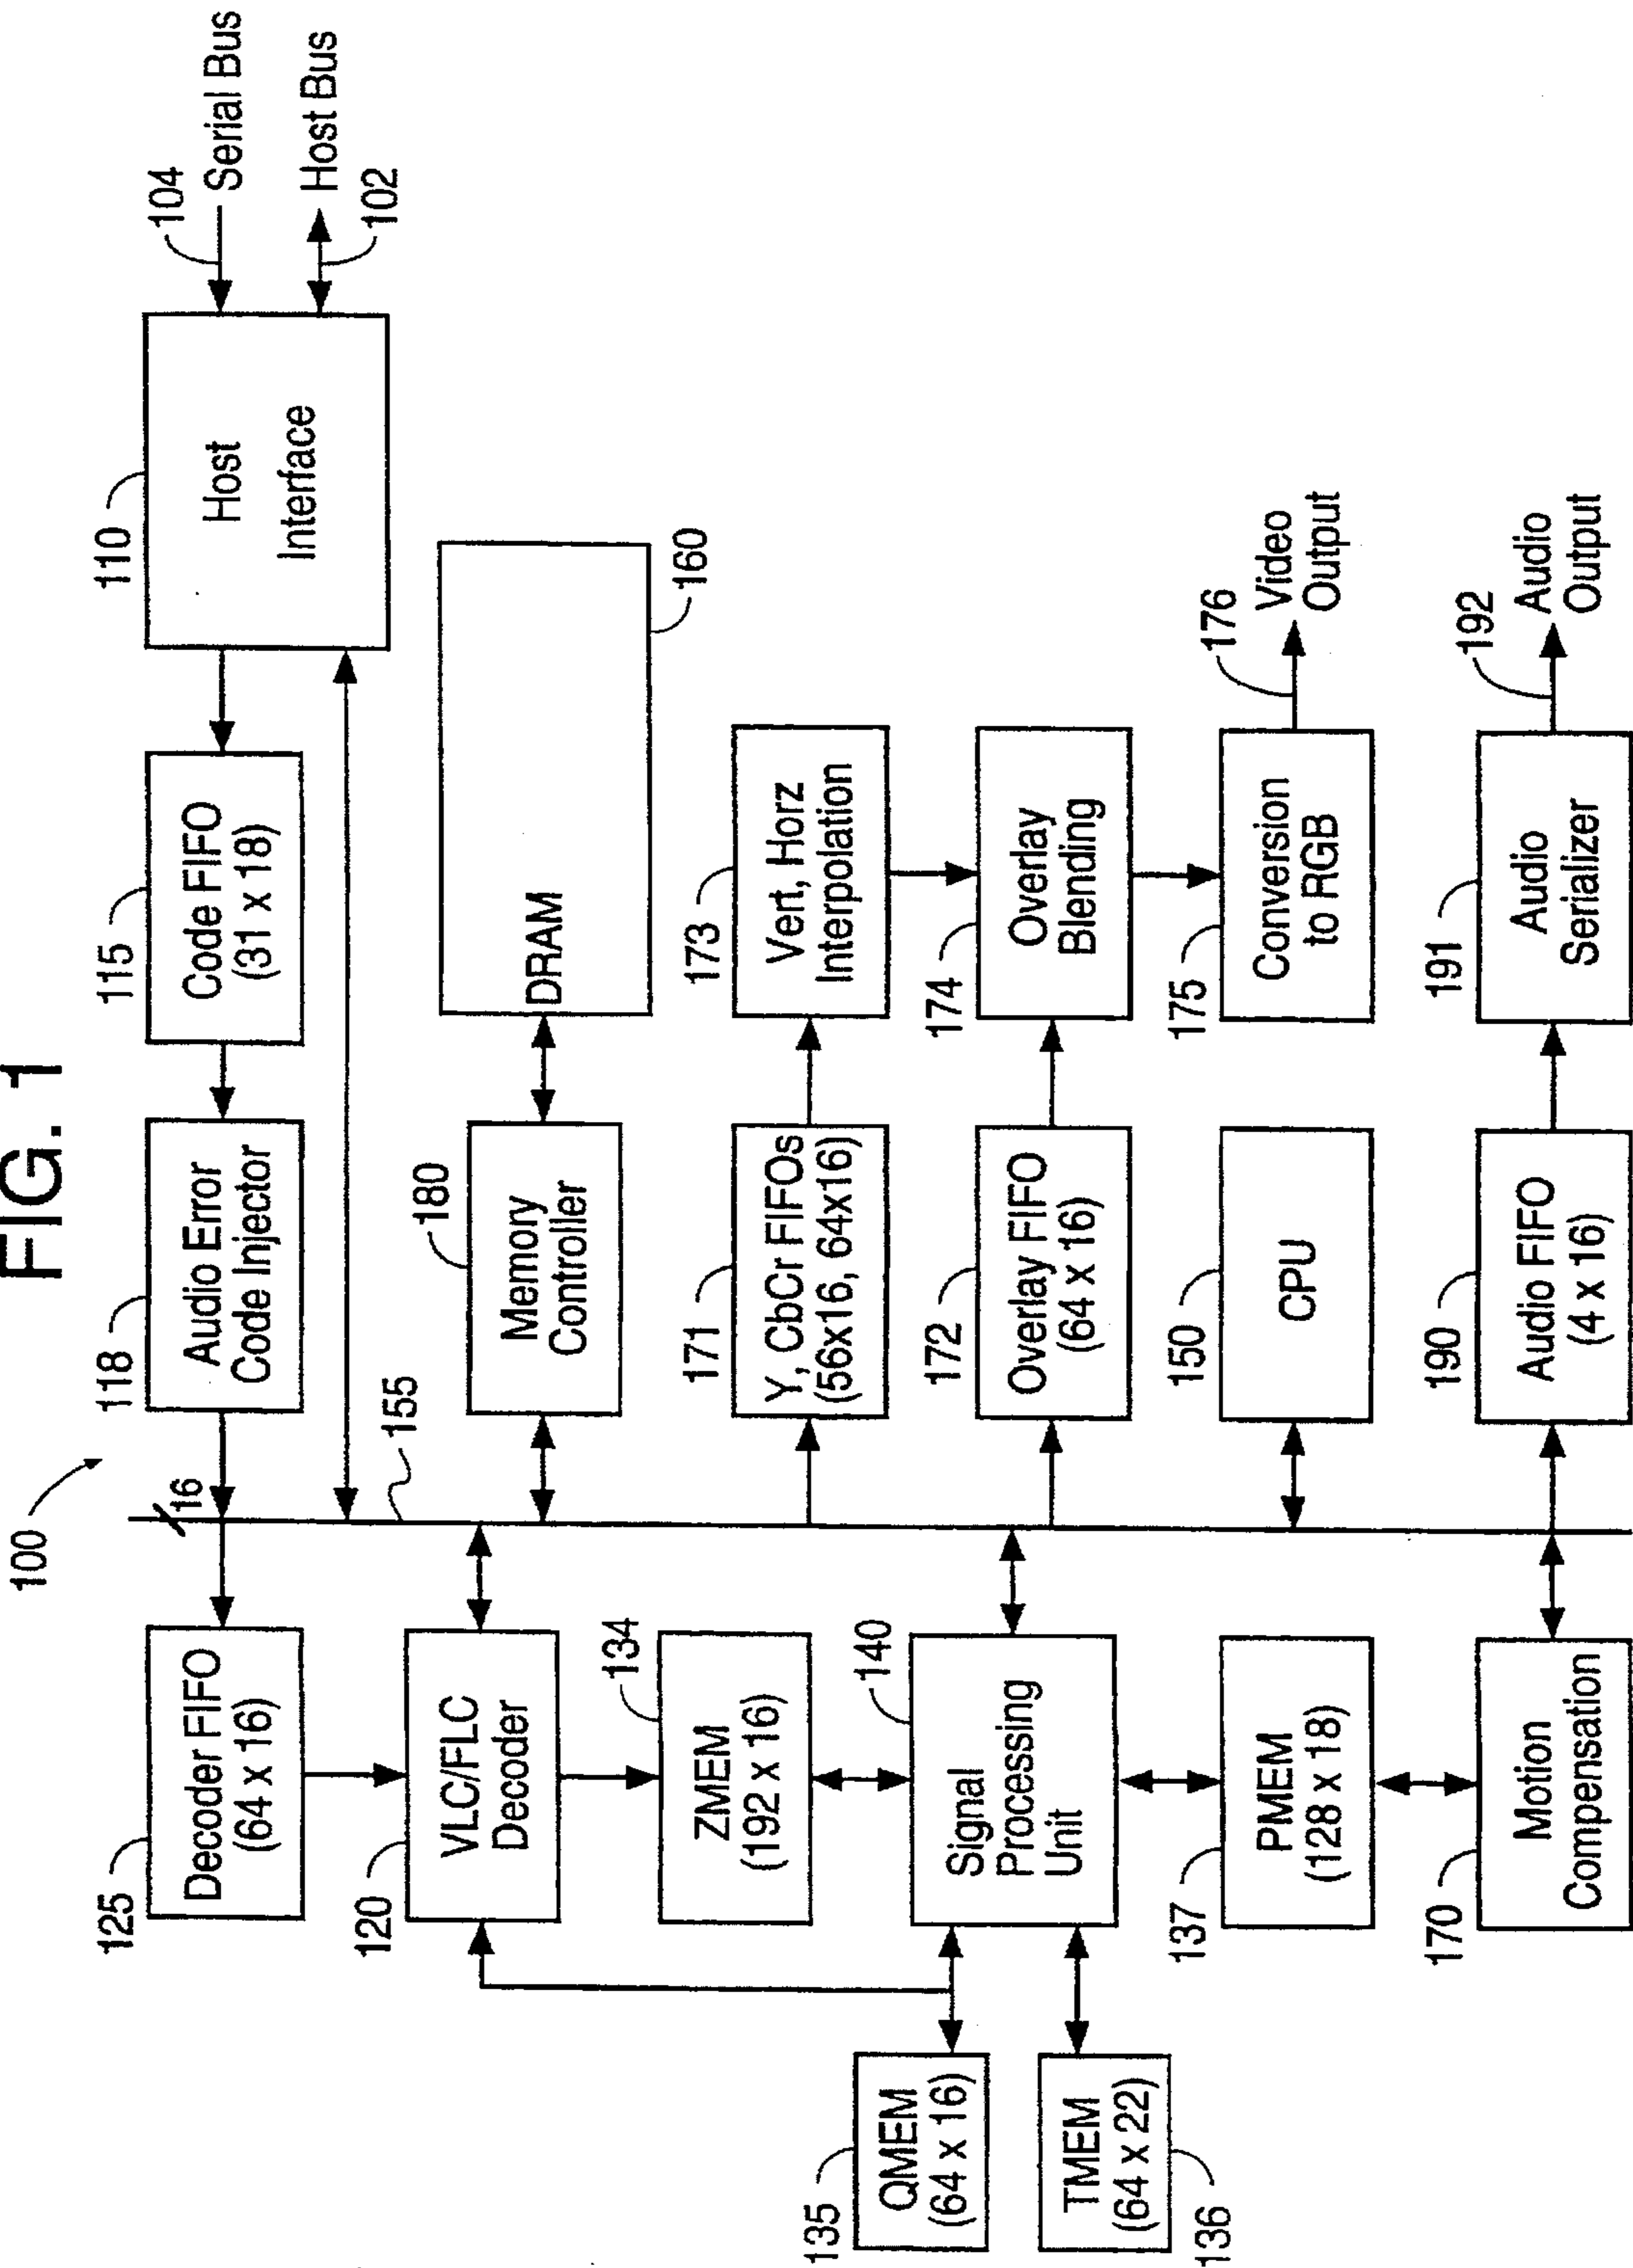 FIG. 1
100
125
Decoder FIFO
(64 x 16)
16
118
Audio Error
Code Injector
115
Code FIFO
(31 x 18)
110
Host
Interface
104
Serial Bus
Host Bus
102
155
120
VLC/FLC
Decoder
180
Memory
Controller
DRAM
160
134
ZMEM
(192 x 16)
171
Y, CbCr FIFOs
(56x16, 64x16)
173
Vert, Horz
Interpolation
135
QMEM
(64 x 16)
140
Signal
Processing
Unit
172
Overlay FIFO
(64 x 16)
174
Overlay
Blending
TMEM
(64 x 22)
136
137
PMEM
(128 x 18)
150
CPU
175
Conversion
to RGB
176
Video
Output
170
Motion
Compensation
190
Audio FIFO
(4 x 16)
191
Audio
Serializer
192
Audio
Output